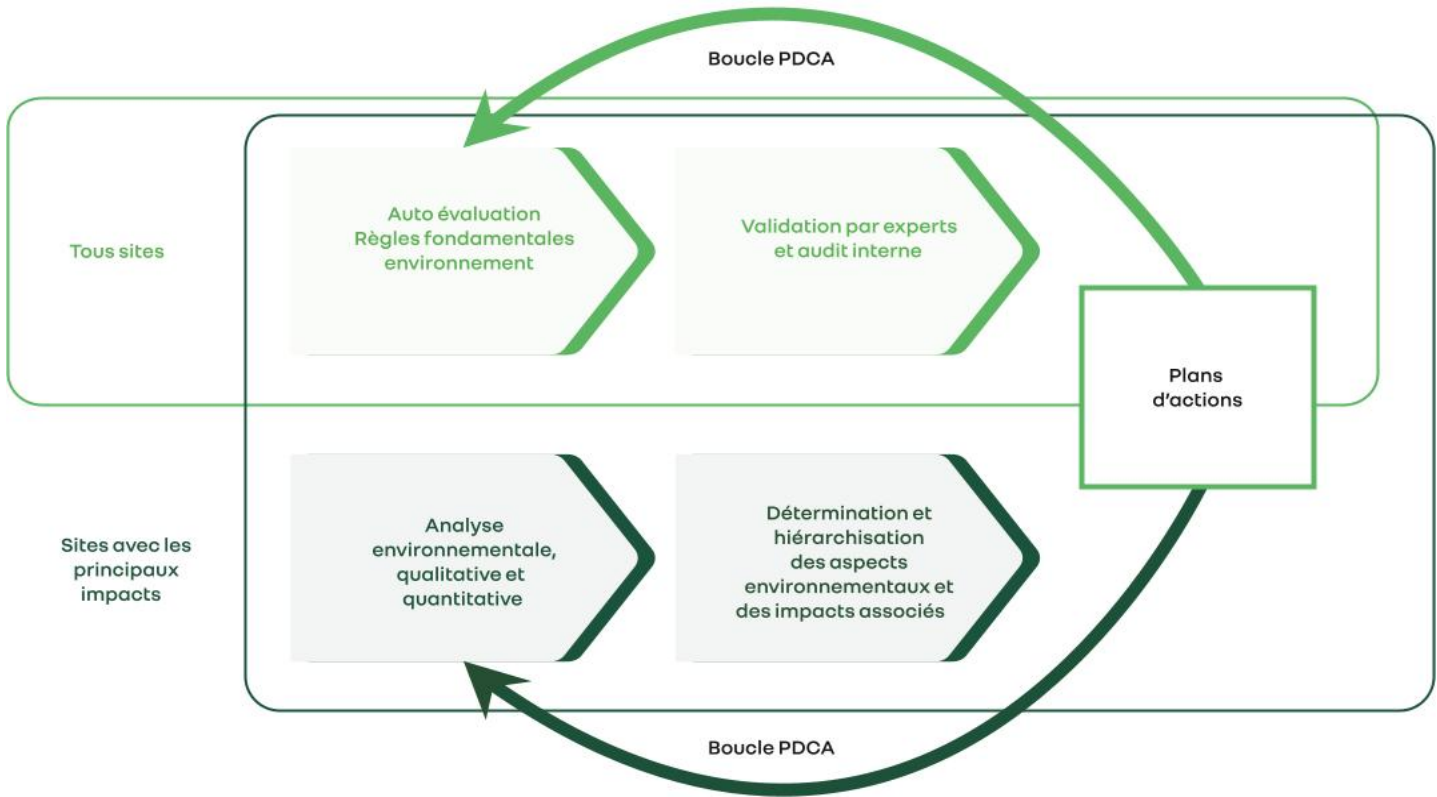 Boucle PDCA
Tous sites
Auto évaluation
Règles fondamentales
environnement
Validation par experts
et audit interne
Plans
d'actions
Sites avec les
principaux
impacts
Analyse
environnementale,
qualitative et
quantitative
Détermination et
hiérarchisation
des aspects
environnementaux et
des impacts associés
Boucle PDCA